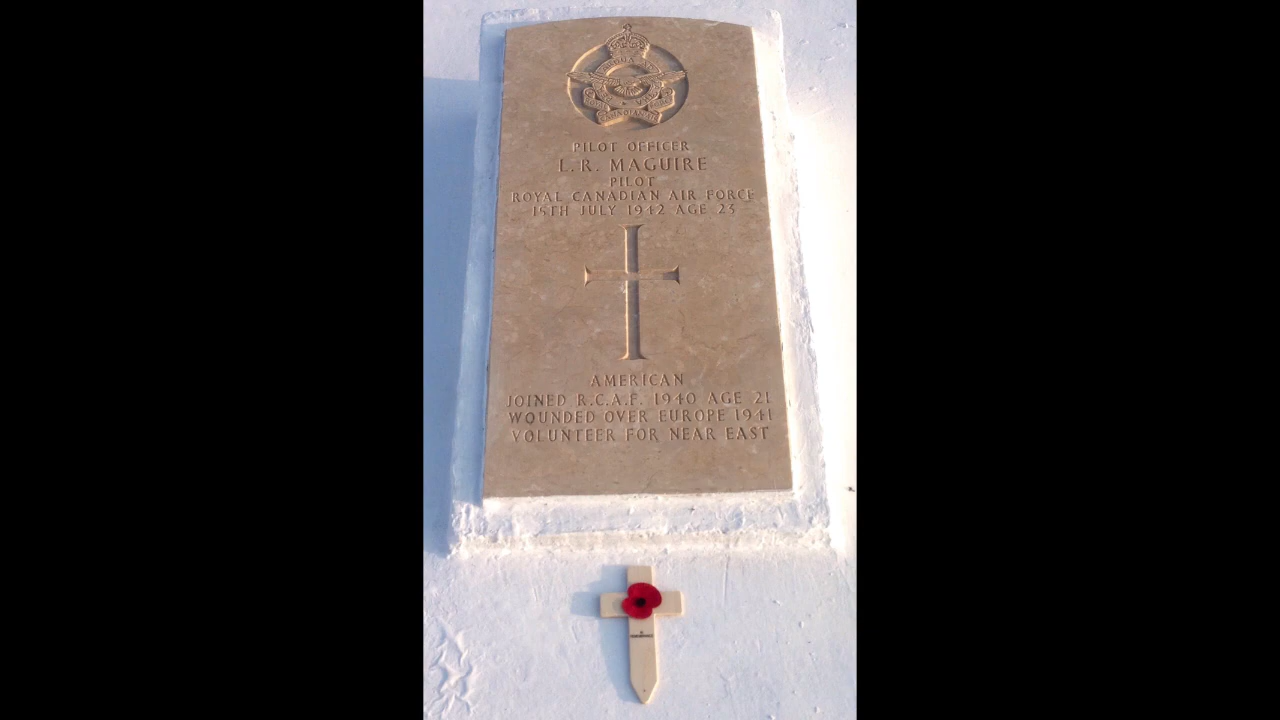 PILOT OFFICER
L. R. MAGUIRE
PILOT
ROYAL CANADIAN AIR FORCE
15TH JULY 1942 AGE 23
AMERICAN
JOINED R.C.A.F. 1940 AGE 21
WOUNDED OVER EUROPE 1941
VOLUNTEER FOR NEAR EAST